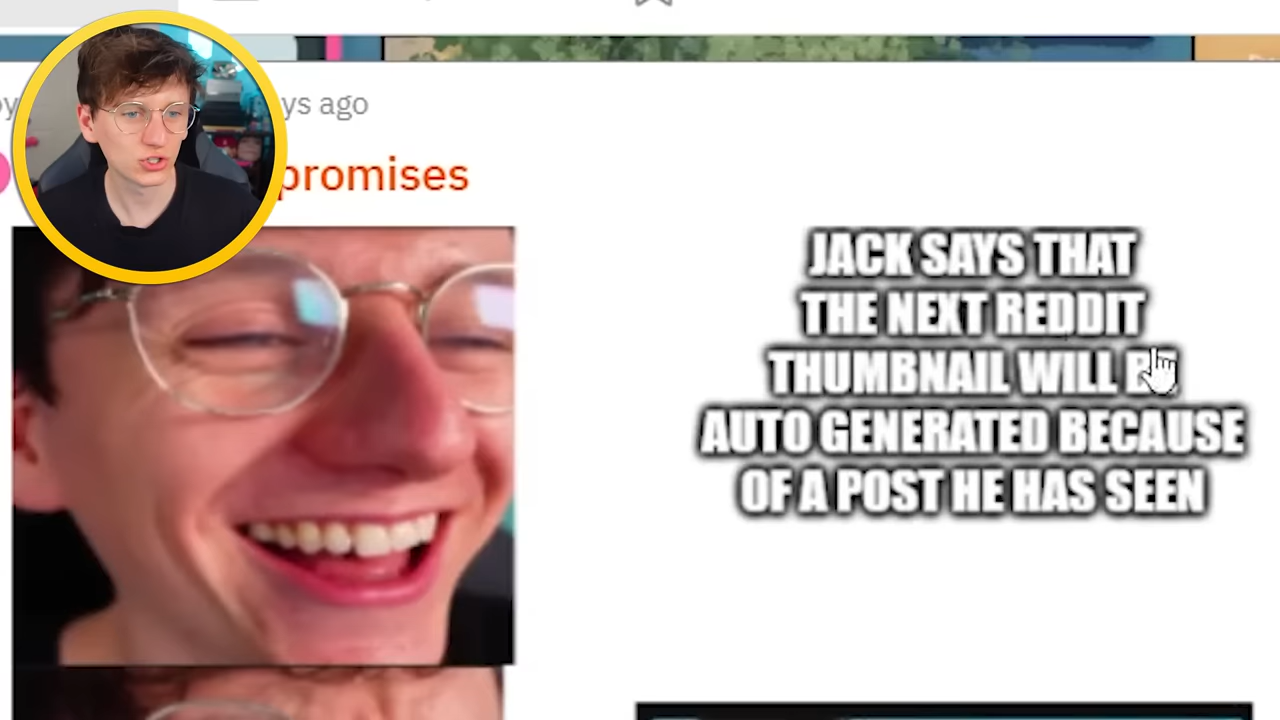 ys ago
promises
JACK SAYS THAT
THE NEXT REDDIT
THUMBNAIL WILL
AUTO GENERATED BECAUSE
OF A POST HE HAS SEEN